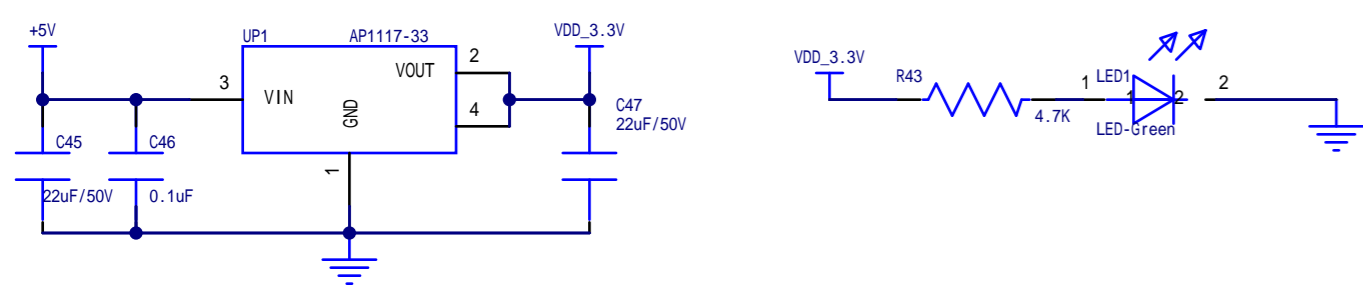 +5V
UP1
AP1117-33
VDD_3.3V
3
VIN
VOUT
2
4
GND
1
C45
22uF/50V
C46
0.1uF
C47
22uF/50V
VDD_3.3V
R43
4.7K
1
LED1
1
2
LED-Green
2